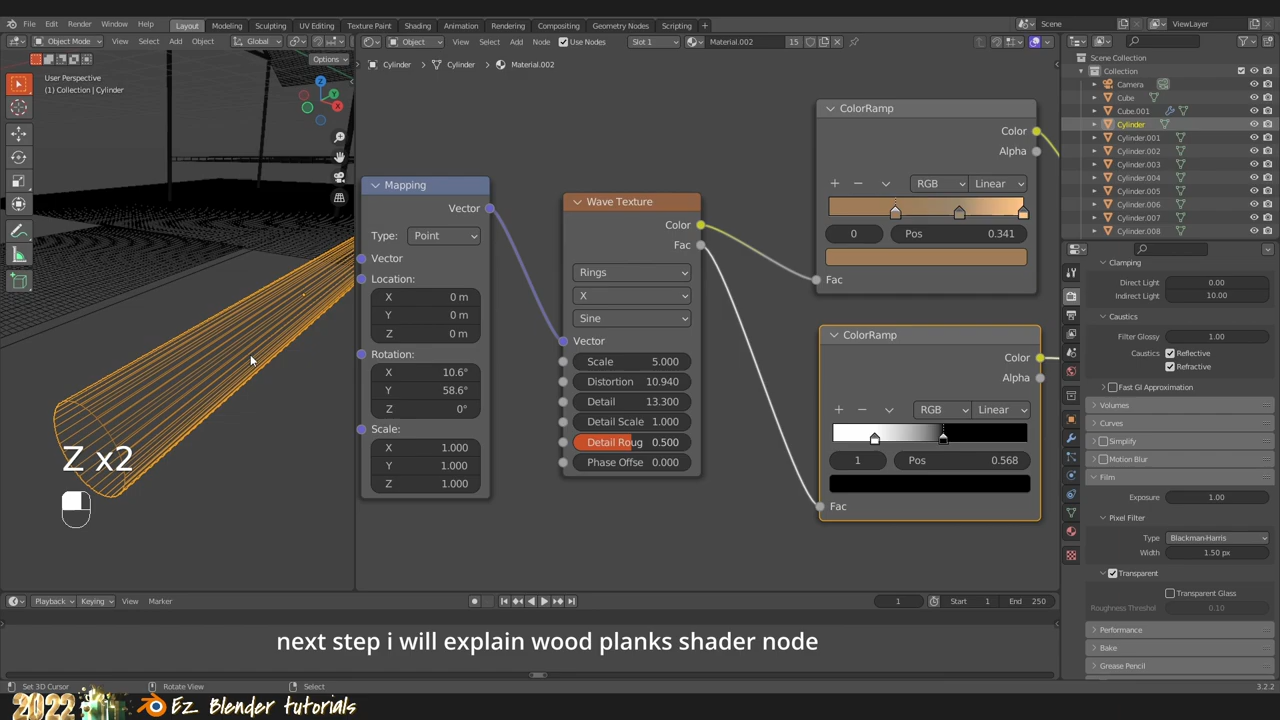 File Edit Render Window Help Layout Modeling Sculpting UV Editing Texture Paint Shading Animation Rendering Compositing Geometry Nodes Scripting + Scene ViewLayer
Object Mode View Select Add Object Global Object View Select Add Node Use Nodes Slot 1 Material.002 15
Options
Cylinder Cylinder Material.002
User Perspective
(1) Collection | Cylinder
Z
X
Z x2
Mapping
Vector
Type: Point
Vector
Location:
X 0 m
Y 0 m
Z 0 m
Rotation:
X 10.6°
Y 58.6°
Z 0°
Scale:
X 1.000
Y 1.000
Z 1.000
Wave Texture
Color
Fac
Rings
X
Sine
Vector
Scale 5.000
Distortion 10.940
Detail 13.300
Detail Scale 1.000
Detail Roug 0.500
Phase Offse 0.000
ColorRamp
Color
Alpha
+ − RGB Linear
0 Pos 0.341
Fac
ColorRamp
Color
Alpha
+ − RGB Linear
1 Pos 0.568
Fac
Scene Collection
Collection
Camera
Cube
Cube.001
Cylinder
Cylinder.001
Cylinder.002
Cylinder.003
Cylinder.004
Cylinder.005
Cylinder.006
Cylinder.007
Cylinder.008
Clamping
Direct Light 0.00
Indirect Light 10.00
Caustics
Filter Glossy 1.00
Caustics Reflective
Refractive
Fast GI Approximation
Volumes
Curves
Simplify
Motion Blur
Film
Exposure 1.00
Pixel Filter
Type Blackman-Harris
Width 1.50 px
Transparent
Transparent Glass
Roughness Threshol 0.10
Performance
Bake
Grease Pencil
Playback Keying View Marker 1 Start 1 End 250
next step i will explain wood planks shader node
Set 3D Cursor Rotate View Select 3.2.2
2022 Ez Blender tutorials